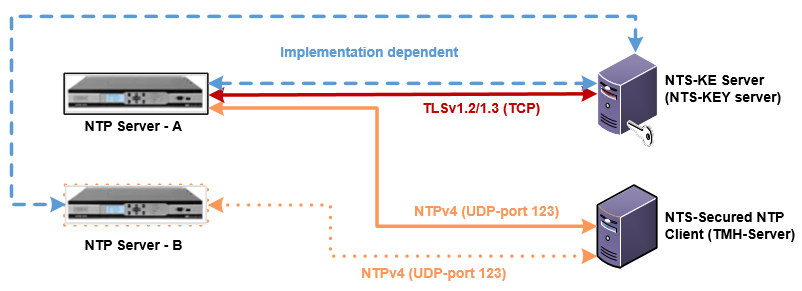 Implementation dependent
NTS-KE Server
(NTS-KEY server)
TLSv1.2/1.3 (TCP)
NTP Server - A
NTPv4 (UDP-port 123)
NTS-Secured NTP
Client (TMH-Server)
NTP Server - B
NTPv4 (UDP-port 123)